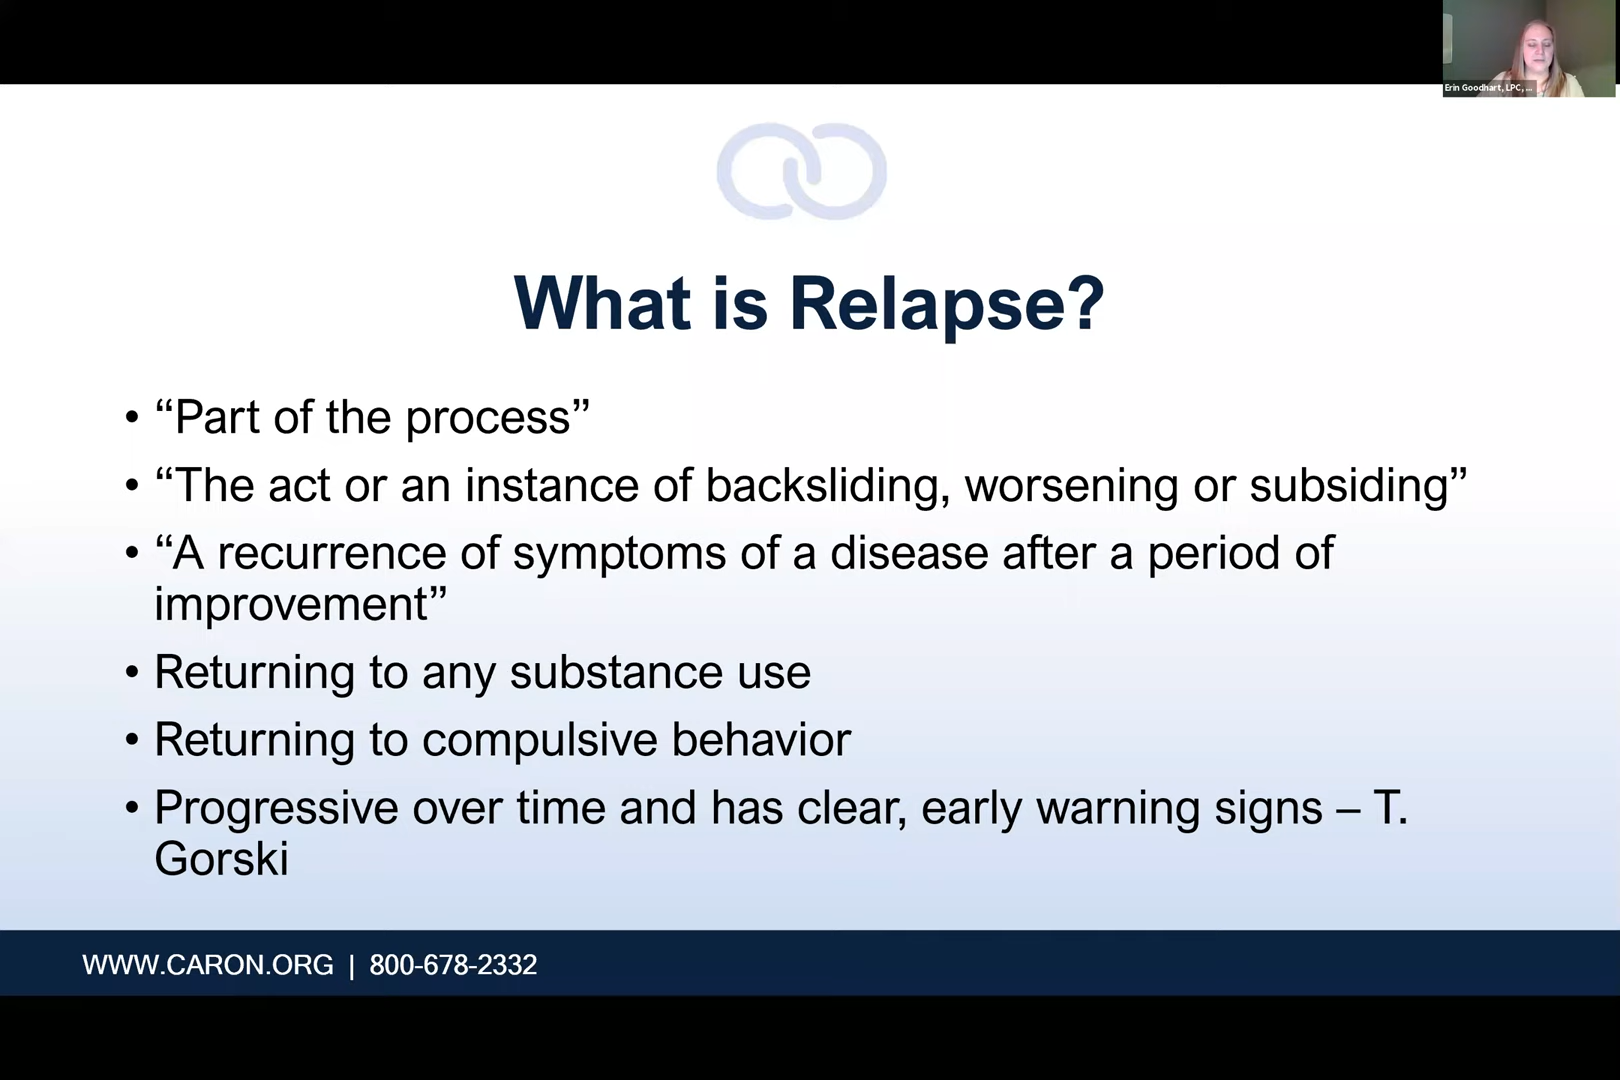 Erin Goodhart, LPC, ...
What is Relapse?
• “Part of the process”
• “The act or an instance of backsliding, worsening or subsiding”
• “A recurrence of symptoms of a disease after a period of
improvement”
• Returning to any substance use
• Returning to compulsive behavior
• Progressive over time and has clear, early warning signs – T.
Gorski
WWW.CARON.ORG | 800-678-2332